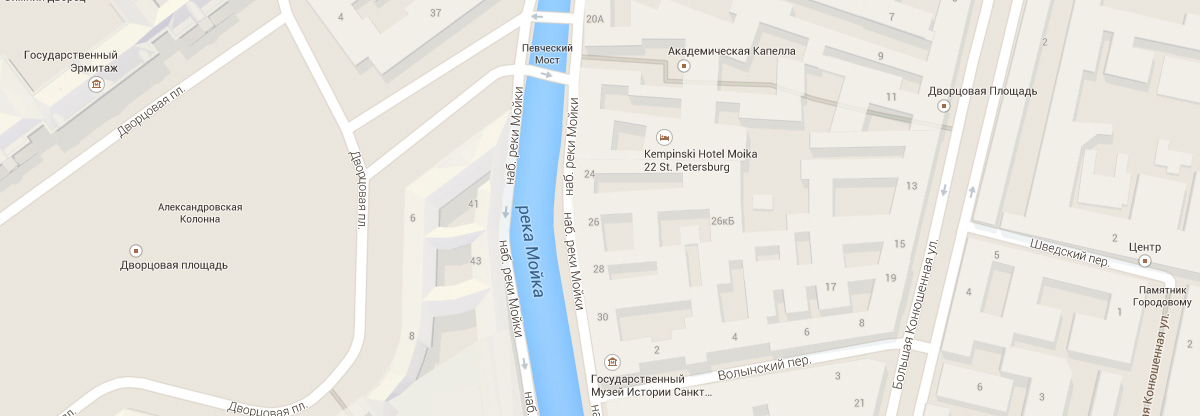 4
37
20А
2
Государственный
Эрмитаж
Певческий
Мост
Академическая Капелла
9
11
Дворцовая Площадь
Дворцовая пл.
наб. реки Мойки
наб. реки Мойки
Kempinski Hotel Moika
22 St. Petersburg
Дворцовая пл.
24
13
41
Александровская
Колонна
6
26
26кБ
река Мойка
наб. реки Мойки
наб. реки Мойки
15
2
Шведский пер.
Центр
Дворцовая площадь
43
28
17
19
5
Памятник
Городовому
4
30
8
6
4
2
8
Большая Конюшенная ул.
6
Волынский пер.
Государственный
Музей Истории Санкт...
3
21
6
3
Конюшенная ул.
Дворцовая пл.
наб.